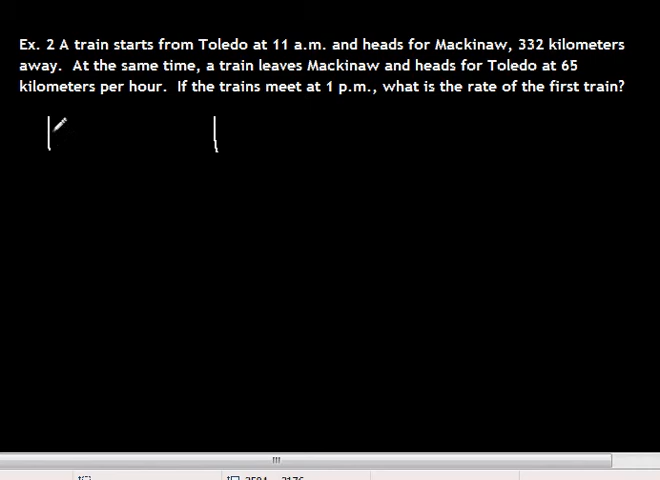 Ex. 2 A train starts from Toledo at 11 a.m. and heads for Mackinaw, 332 kilometers
away.  At the same time, a train leaves Mackinaw and heads for Toledo at 65
kilometers per hour.  If the trains meet at 1 p.m., what is the rate of the first train?